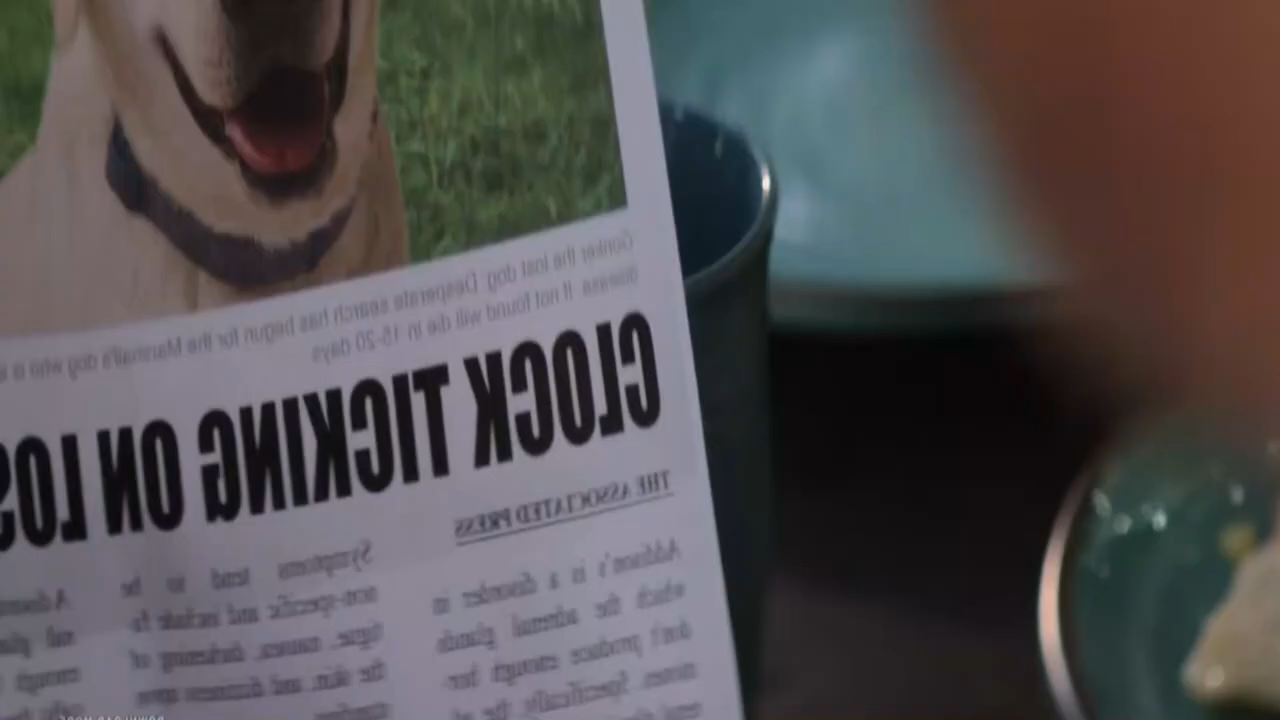 Gonker the lost dog. Desperate search has begun for the Marshall's dog who is
disease. If not found will die in 15-20 days
CLOCK TICKING ON LOS
THE ASSOCIATED PRESS
Addison's is a disorder in
which the adrenal glands
don't produce enough hor-
mones. Specifically, the
Symptoms tend to be
non-specific and include fa-
tigue, nausea, darkening of
the skin, and dizziness upon